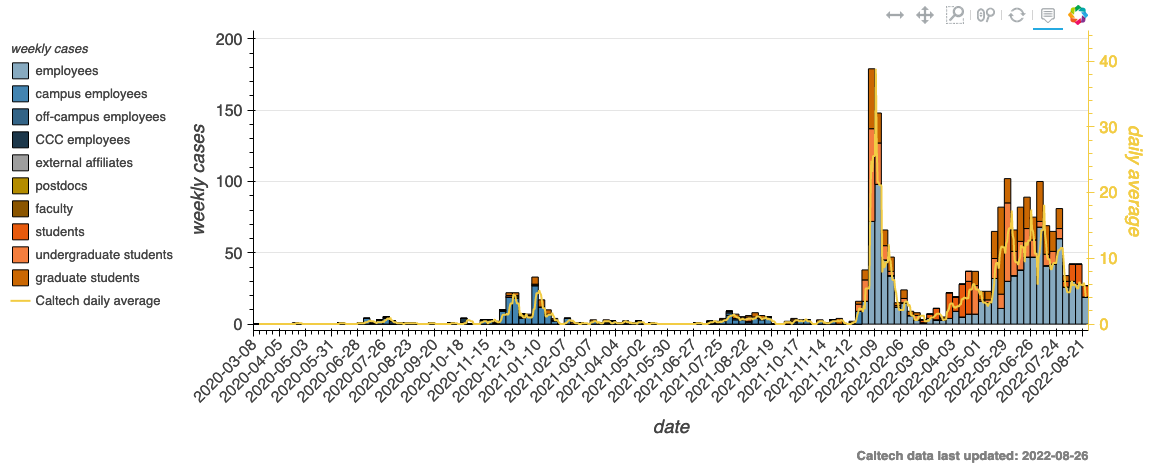 weekly cases
employees
campus employees
off-campus employees
CCC employees
external affiliates
postdocs
faculty
students
undergraduate students
graduate students
Caltech daily average
weekly cases
200
150
100
50
0
daily average
40
30
20
10
0
2020-03-08
2020-04-05
2020-05-03
2020-05-31
2020-06-28
2020-07-26
2020-08-23
2020-09-20
2020-10-18
2020-11-15
2020-12-13
2021-01-10
2021-02-07
2021-03-07
2021-04-04
2021-05-02
2021-05-30
2021-06-27
2021-07-25
2021-08-22
2021-09-19
2021-10-17
2021-11-14
2021-12-12
2022-01-09
2022-02-06
2022-03-06
2022-04-03
2022-05-01
2022-05-29
2022-06-26
2022-07-24
2022-08-21
date
Caltech data last updated: 2022-08-26